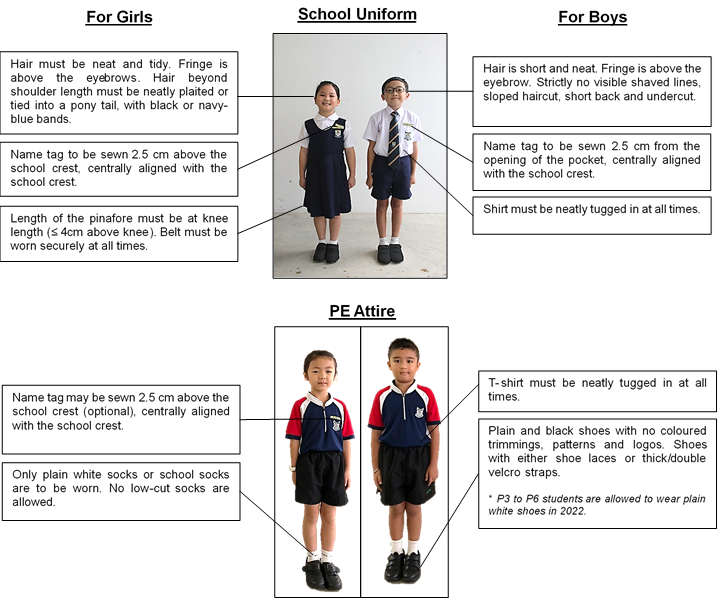 For Girls
School Uniform
For Boys
Hair must be neat and tidy. Fringe is
above the eyebrows. Hair beyond
shoulder length must be neatly plaited or
tied into a pony tail, with black or navy-
blue bands.
Name tag to be sewn 2.5 cm above the
school crest, centrally aligned with the
school crest.
Length of the pinafore must be at knee
length (≤ 4cm above knee). Belt must be
worn securely at all times.
Hair is short and neat. Fringe is above the
eyebrow. Strictly no visible shaved lines,
sloped haircut, short back and undercut.
Name tag to be sewn 2.5 cm from the
opening of the pocket, centrally aligned
with the school crest.
Shirt must be neatly tugged in at all times.
PE Attire
Name tag may be sewn 2.5 cm above the
school crest (optional), centrally aligned
with the school crest.
Only plain white socks or school socks
are to be worn. No low-cut socks are
allowed.
T-shirt must be neatly tugged in at all
times.
Plain and black shoes with no coloured
trimmings, patterns and logos. Shoes
with either shoe laces or thick/double
velcro straps.
* P3 to P6 students are allowed to wear plain
white shoes in 2022.